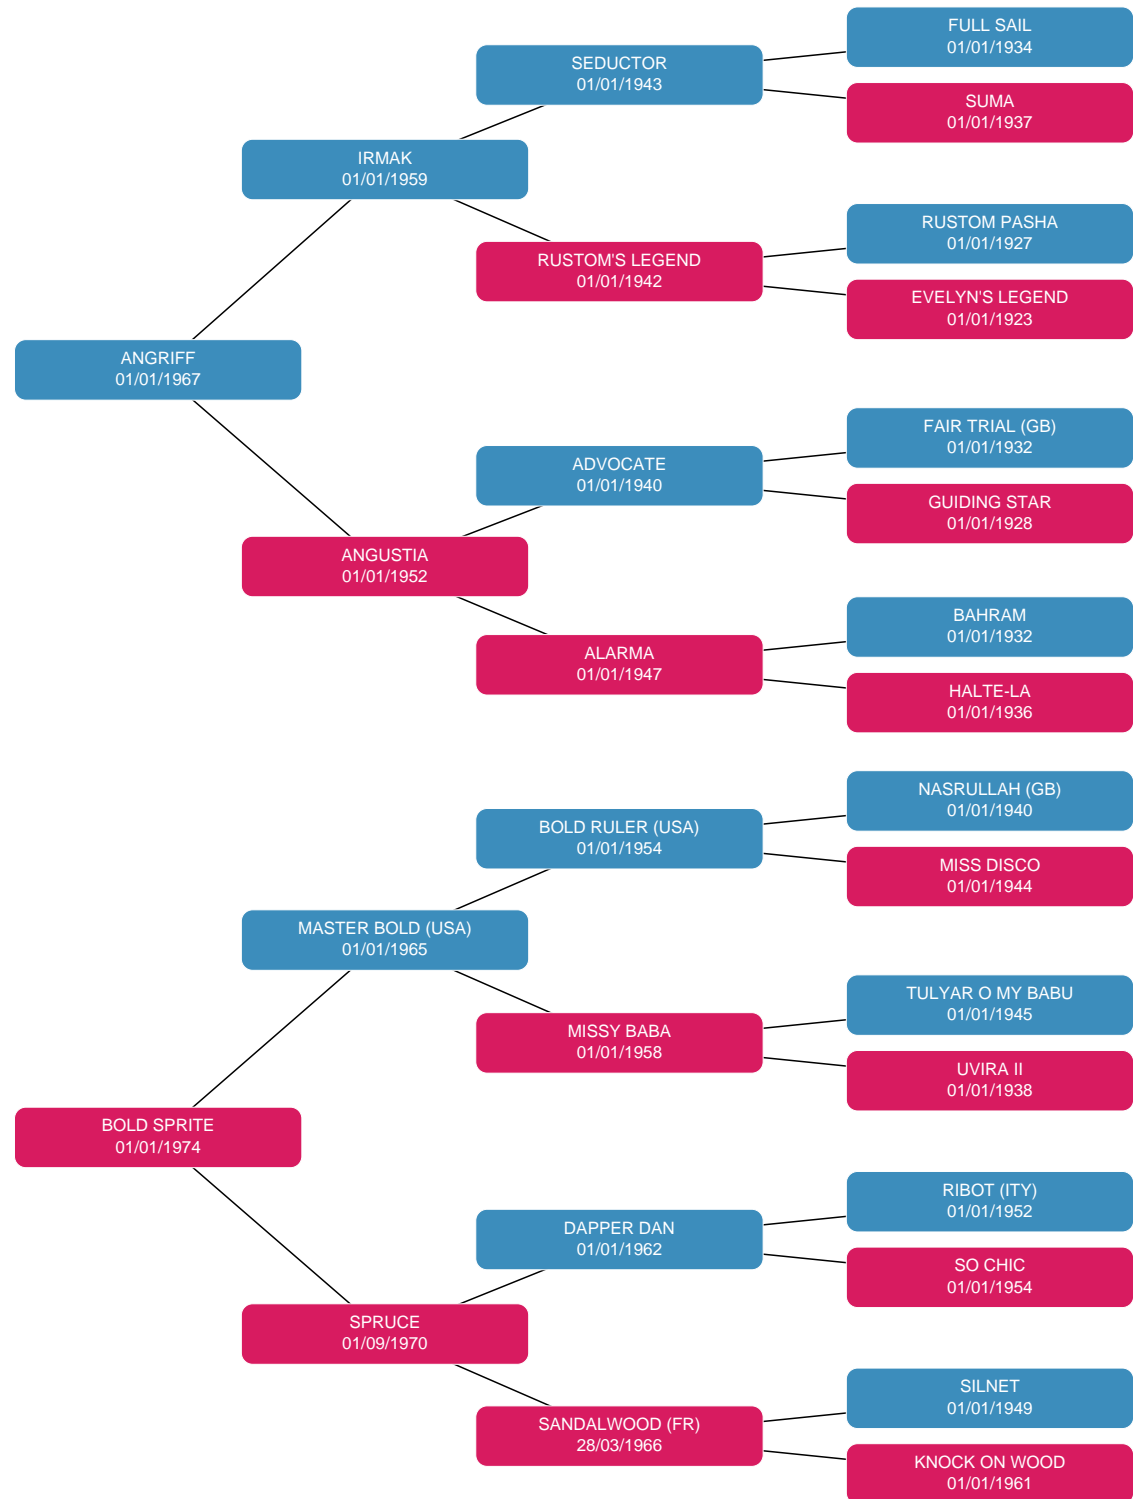 FULL SAIL
01/01/1934
SEDUCTOR
01/01/1943
SUMA
01/01/1937
IRMAK
01/01/1959
RUSTOM PASHA
01/01/1927
RUSTOM'S LEGEND
01/01/1942
EVELYN'S LEGEND
01/01/1923
ANGRIFF
01/01/1967
FAIR TRIAL (GB)
01/01/1932
ADVOCATE
01/01/1940
GUIDING STAR
01/01/1928
ANGUSTIA
01/01/1952
BAHRAM
01/01/1932
ALARMA
01/01/1947
HALTE-LA
01/01/1936
NASRULLAH (GB)
01/01/1940
BOLD RULER (USA)
01/01/1954
MISS DISCO
01/01/1944
MASTER BOLD (USA)
01/01/1965
TULYAR O MY BABU
01/01/1945
MISSY BABA
01/01/1958
UVIRA II
01/01/1938
BOLD SPRITE
01/01/1974
RIBOT (ITY)
01/01/1952
DAPPER DAN
01/01/1962
SO CHIC
01/01/1954
SPRUCE
01/09/1970
SILNET
01/01/1949
SANDALWOOD (FR)
28/03/1966
KNOCK ON WOOD
01/01/1961